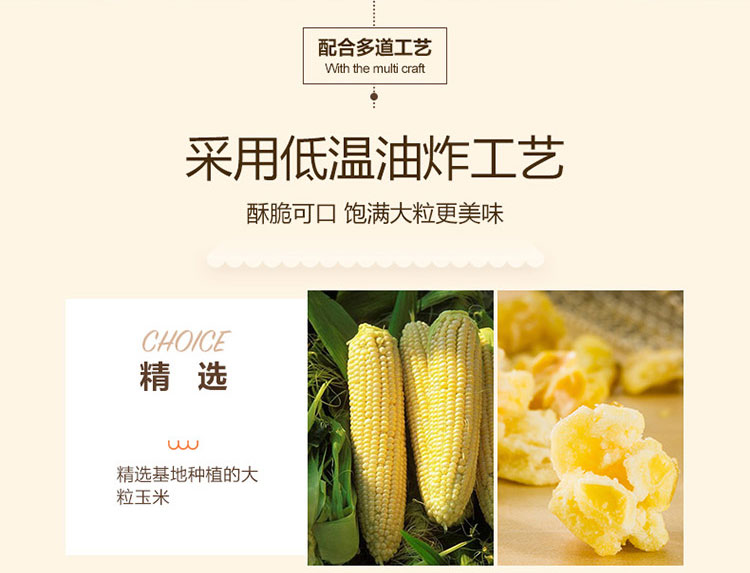 配合多道工艺
With the multi craft
采用低温油炸工艺
酥脆可口 饱满大粒更美味
CHOICE
精 选
精选基地种植的大
粒玉米